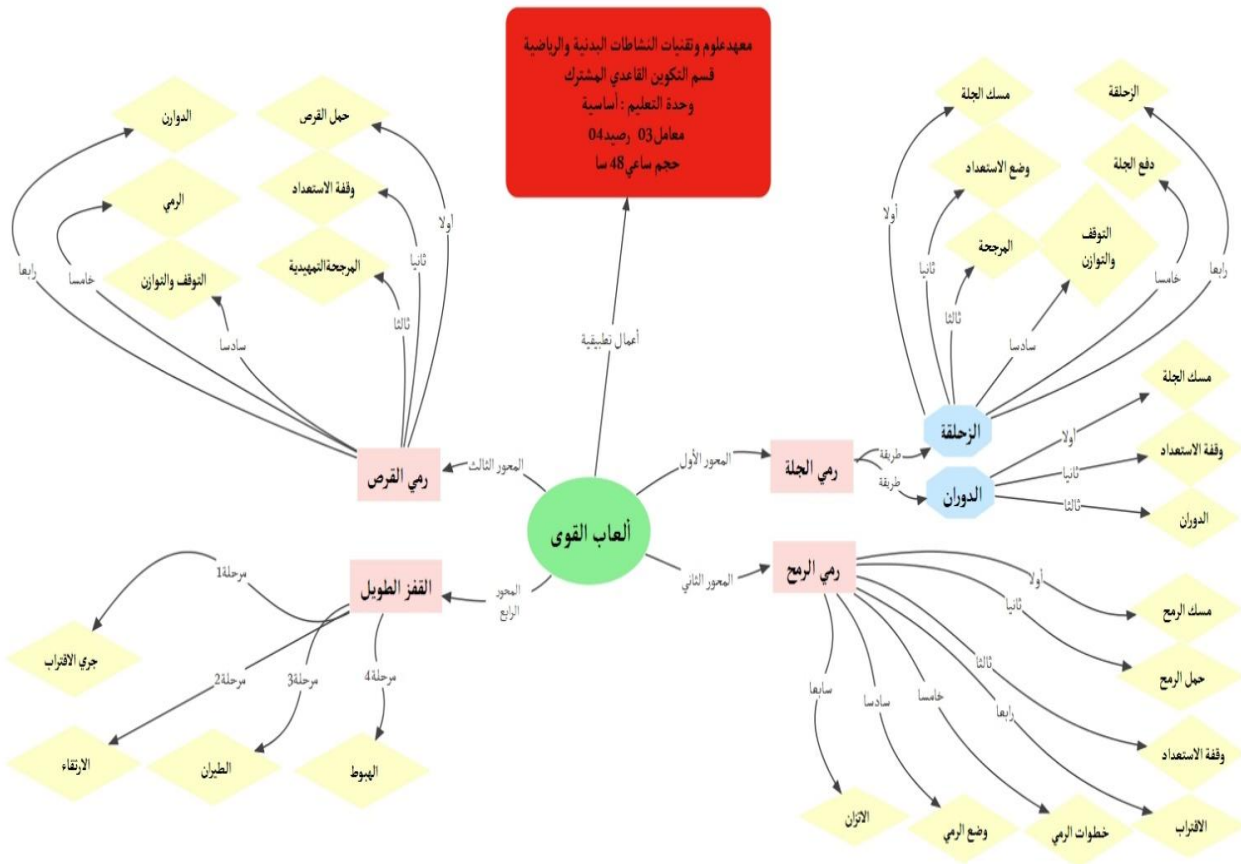 معهدعلوم وتقنيات النشاطات البدنية والرياضية
قسم التكوين القاعدي المشترك
وحدة التعليم : أساسية
معامل03 رصيد04
حجم ساعي48 سا
أعمال تطبيقية
ألعاب القوى
المحور الأول
رمي الجلة
طريقة
الزحلقة
أولا
مسك الجلة
ثانيا
وضع الاستعداد
ثالثا
المرجحة
رابعا
الزحلقة
خامسا
دفع الجلة
سادسا
التوقف
والتوازن
طريقة
الدوران
أولا
مسك الجلة
ثانيا
وقفة الاستعداد
ثالثا
الدوران
المحور الثاني
رمي الرمح
أولا
مسك الرمح
ثانيا
حمل الرمح
ثالثا
وقفة الاستعداد
رابعا
الاقتراب
خامسا
خطوات الرمي
سادسا
وضع الرمي
سابعا
الاتزان
المحور الثالث
رمي القرص
أولا
حمل القرص
ثانيا
وقفة الاستعداد
ثالثا
المرجحةالتمهيدية
رابعا
الدوارن
خامسا
الرمي
سادسا
التوقف والتوازن
المحور
الرابع
القفز الطويل
مرحلة1
جري الاقتراب
مرحلة2
الارتقاء
مرحلة3
الطيران
مرحلة4
الهبوط